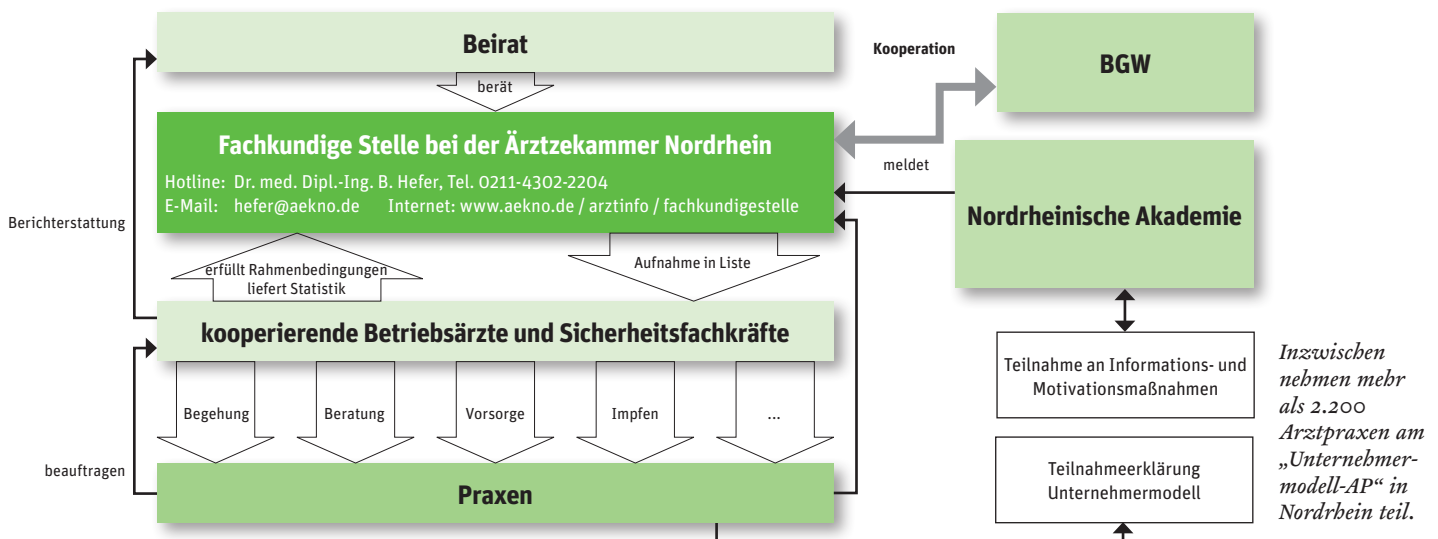 Beirat
Kooperation
BGW
berät
Fachkundige Stelle bei der Ärztzekammer Nordrhein
Hotline: Dr. med. Dipl.-Ing. B. Hefer, Tel. 0211-4302-2204
E-Mail: hefer@aekno.de Internet: www.aekno.de / arztinfo / fachkundigestelle
meldet
Nordrheinische Akademie
Berichterstattung
erfüllt Rahmenbedingungen
liefert Statistik
Aufnahme in Liste
kooperierende Betriebsärzte und Sicherheitsfachkräfte
Teilnahme an Informations- und
Motivationsmaßnahmen
Begehung
Beratung
Vorsorge
Impfen
...
beauftragen
Praxen
Teilnahmeerklärung
Unternehmermodell
Inzwischen
nehmen mehr
als 2.200
Arztpraxen am
„Unternehmer-
modell-AP“ in
Nordrhein teil.